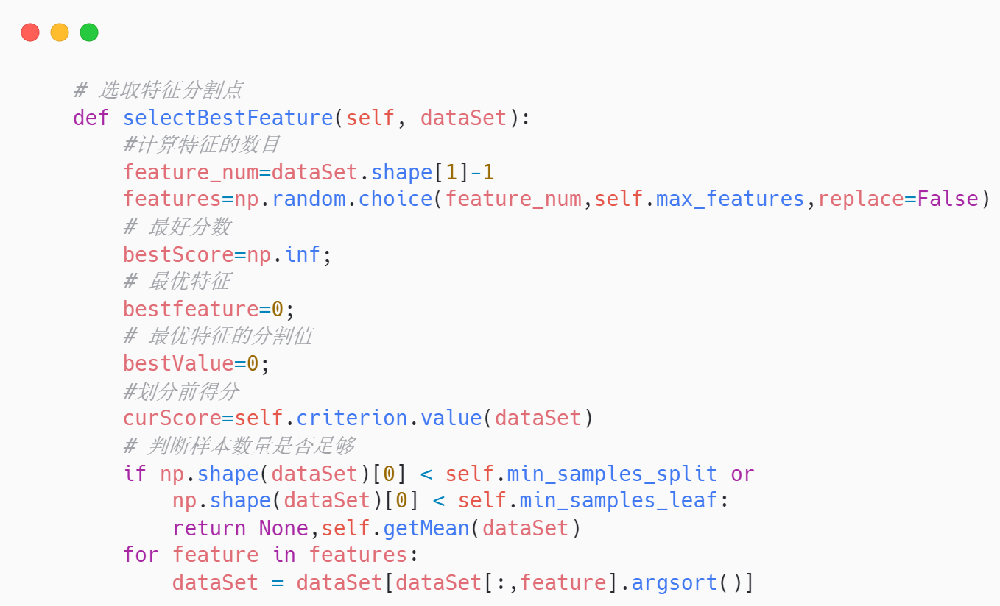 # 选取特征分割点
def selectBestFeature(self, dataSet):
    #计算特征的数目
    feature_num=dataSet.shape[1]-1
    features=np.random.choice(feature_num,self.max_features,replace=False)
    # 最好分数
    bestScore=np.inf;
    # 最优特征
    bestfeature=0;
    # 最优特征的分割值
    bestValue=0;
    #划分前得分
    curScore=self.criterion.value(dataSet)
    # 判断样本数量是否足够
    if np.shape(dataSet)[0] < self.min_samples_split or
        np.shape(dataSet)[0] < self.min_samples_leaf:
        return None,self.getMean(dataSet)
    for feature in features:
        dataSet = dataSet[dataSet[:,feature].argsort()]